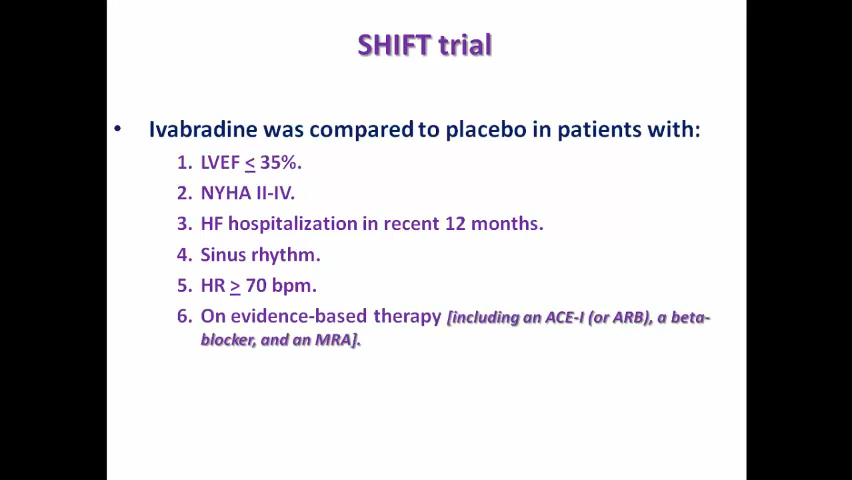 SHIFT trial
• Ivabradine was compared to placebo in patients with:
1. LVEF ≤ 35%.
2. NYHA II-IV.
3. HF hospitalization in recent 12 months.
4. Sinus rhythm.
5. HR ≥ 70 bpm.
6. On evidence-based therapy [including an ACE-I (or ARB), a beta-
blocker, and an MRA].